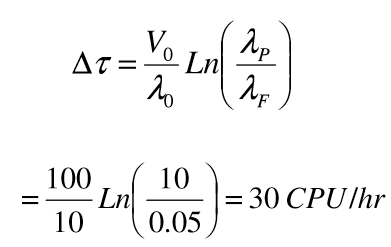 Δτ = V₀/λ₀ Ln(λ_P/λ_F)
= 100/10 Ln(10/0.05) = 30 CPU/hr